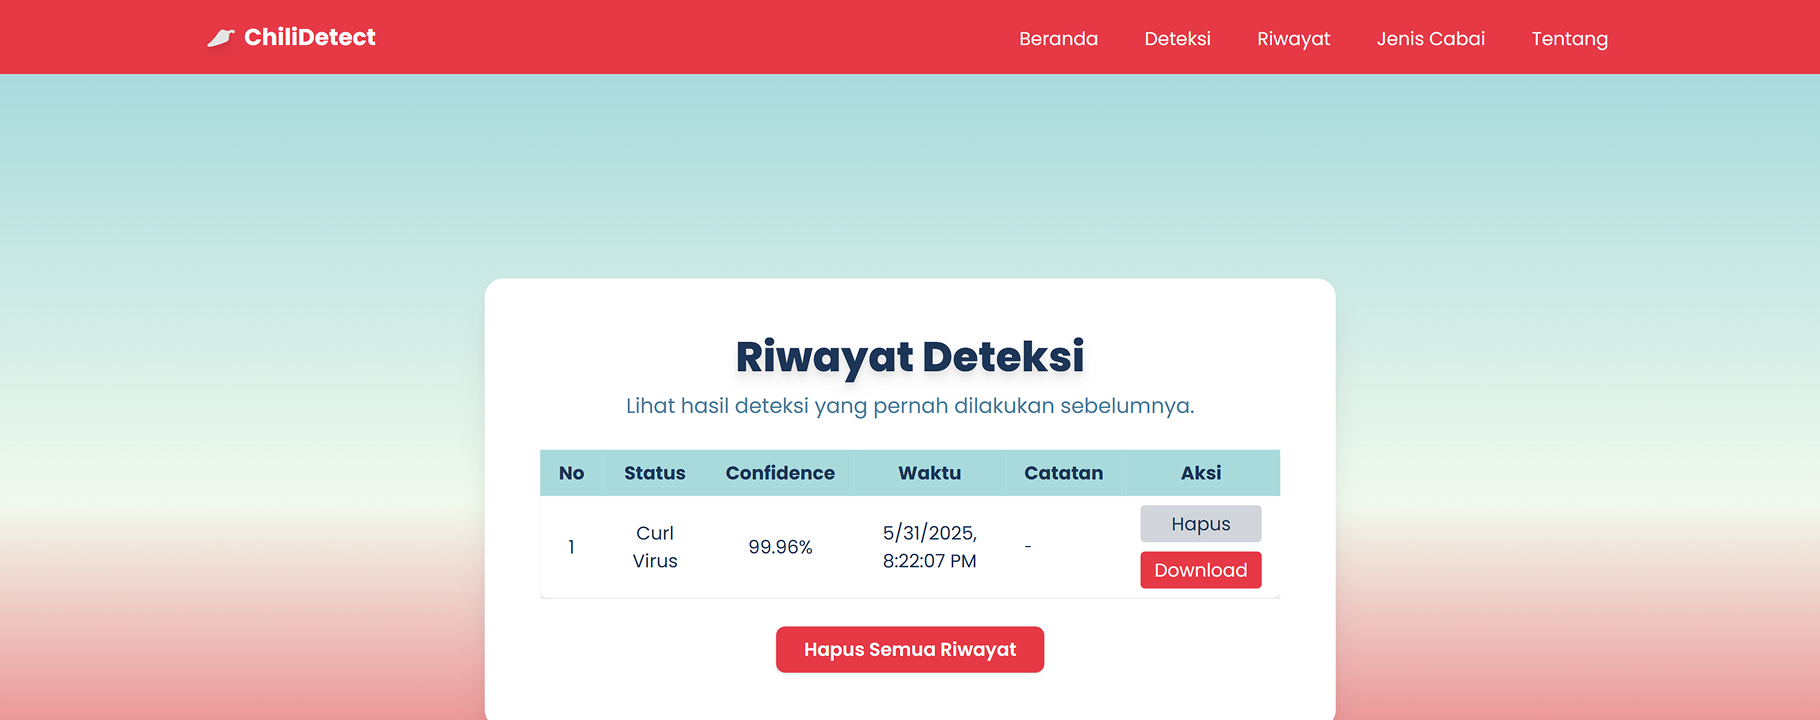 ChiliDetect
Beranda Deteksi Riwayat Jenis Cabai Tentang
Riwayat Deteksi
Lihat hasil deteksi yang pernah dilakukan sebelumnya.
No Status Confidence Waktu Catatan Aksi
1 Curl Virus 99.96% 5/31/2025, 8:22:07 PM - Hapus
Download
Hapus Semua Riwayat